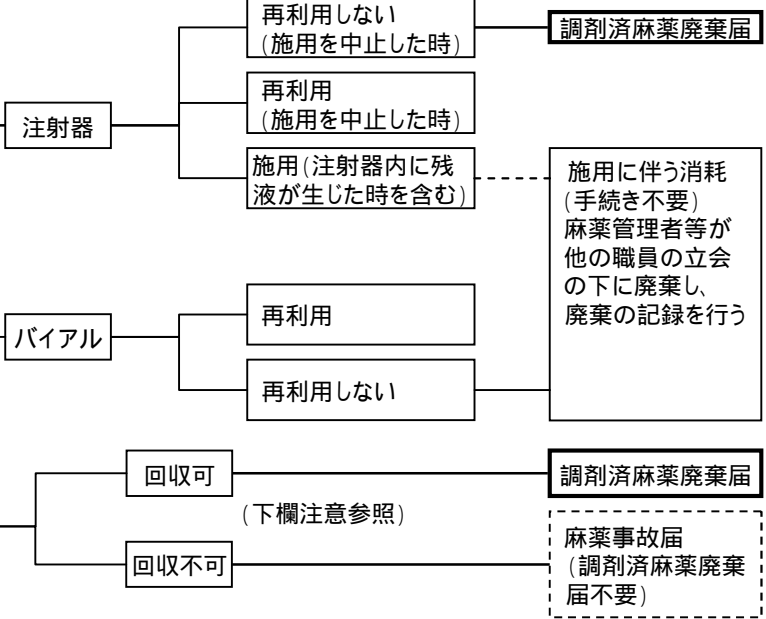 再利用しない
(施用を中止した時)
調剤済麻薬廃棄届
再利用
(施用を中止した時)
注射器
施用(注射器内に残
液が生じた時を含む)
施用に伴う消耗
(手続き不要)
麻薬管理者等が
他の職員の立会
の下に廃棄し、
廃棄の記録を行う
バイアル
再利用
再利用しない
回収可
調剤済麻薬廃棄届
(下欄注意参照)
回収不可
麻薬事故届
(調剤済麻薬廃棄
届不要)